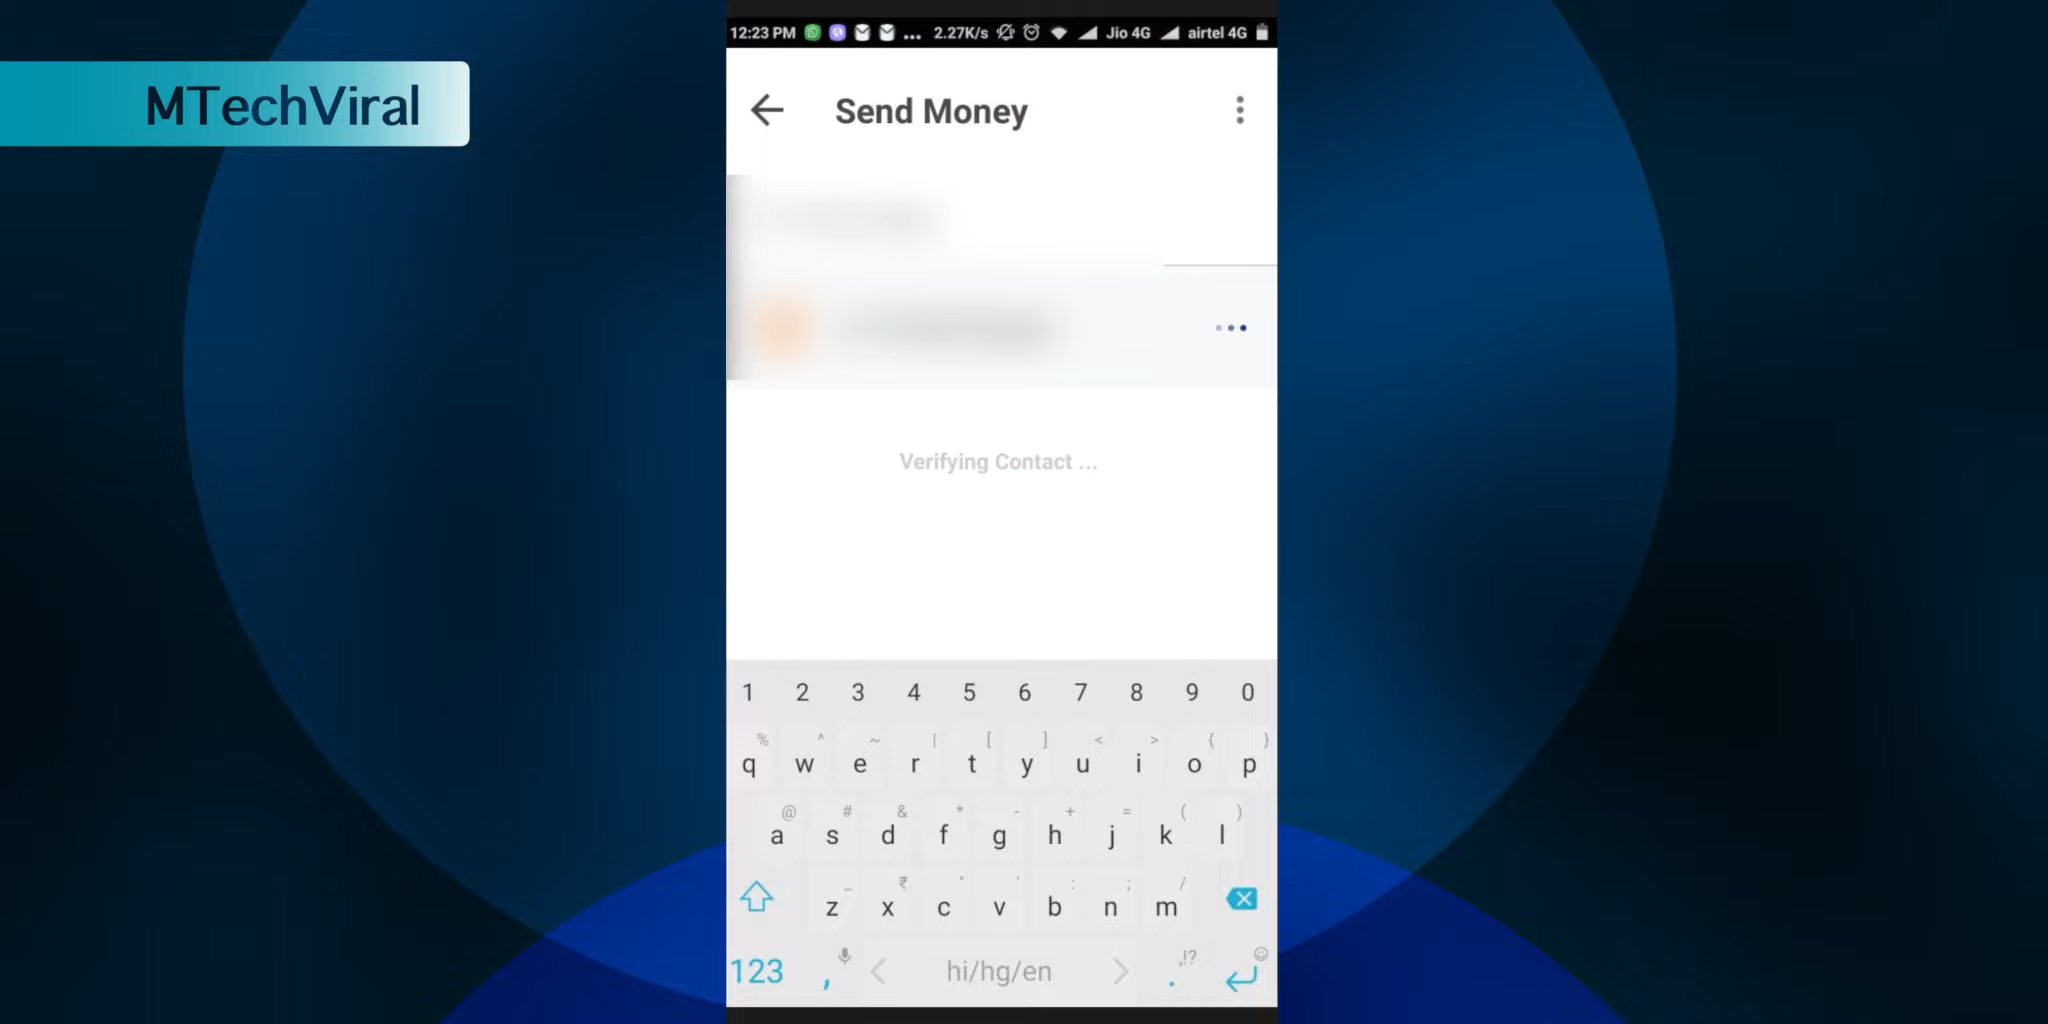 MTechViral
12:23 PM ... 2.27K/s Jio 4G airtel 4G
Send Money
Verifying Contact ...
1 2 3 4 5 6 7 8 9 0
% ^ ~ | [ ] < > { }
q w e r t y u i o p
@ # & * - + = ( )
a s d f g h j k l
_ ₹ " ' : ; /
z x c v b n m
,!?
123 , < hi/hg/en > .